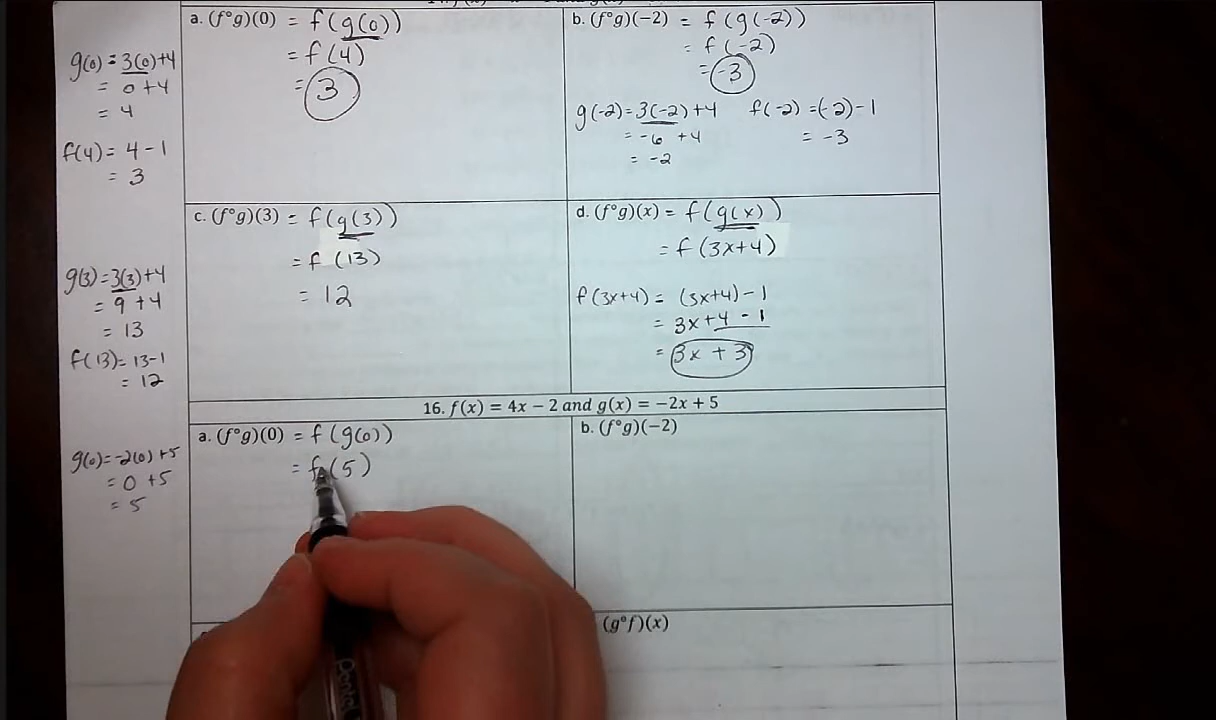 a. (f°g)(0) = f(g(0))
= f(4)
= 3
g(0) = 3(0)+4
= 0+4
= 4
f(4) = 4-1
= 3
b. (f°g)(-2) = f(g(-2))
= f(-2)
= -3
g(-2) = 3(-2)+4
= -6 +4
= -2
f(-2) = (-2)-1
= -3
c. (f°g)(3) = f(g(3))
= f (13)
= 12
g(3) = 3(3)+4
= 9+4
= 13
f(13) = 13-1
= 12
d. (f°g)(x) = f(g(x))
= f(3x+4)
f(3x+4) = (3x+4)-1
= 3x+4-1
= 3x+3
16. f(x) = 4x − 2 and g(x) = −2x + 5
a. (f°g)(0) = f(g(0))
= f(5)
g(0) = -2(0)+5
= 0+5
= 5
b. (f°g)(-2)
(g°f)(x)